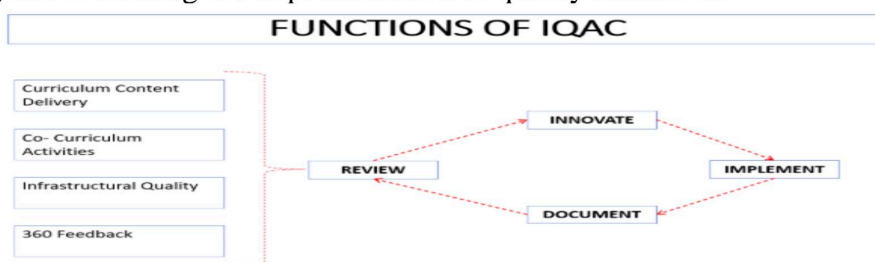 FUNCTIONS OF IQAC
Curriculum Content
Delivery
Co- Curriculum
Activities
Infrastructural Quality
360 Feedback
REVIEW
INNOVATE
IMPLEMENT
DOCUMENT